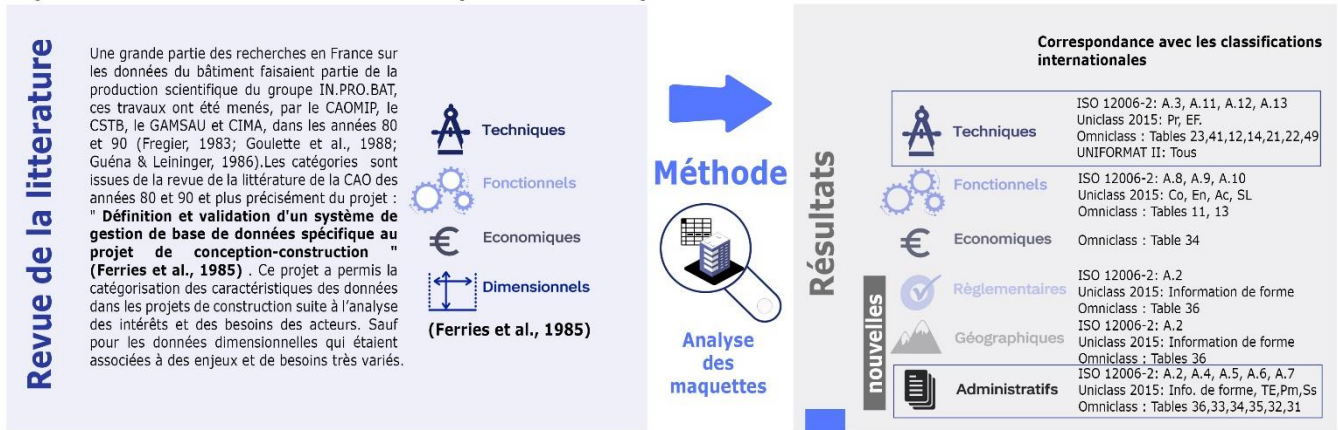 Revue de la litterature
Une grande partie des recherches en France sur
les données du bâtiment faisaient partie de la
production scientifique du groupe IN.PRO.BAT,
ces travaux ont été menés, par le CAOMIP, le
CSTB, le GAMSAU et CIMA, dans les années 80
et 90 (Fregier, 1983; Goulette et al., 1988;
Guéna & Leininger, 1986).Les catégories sont
issues de la revue de la littérature de la CAO des
années 80 et 90 et plus précisément du projet :
" Définition et validation d'un système de
gestion de base de données spécifique au
projet de conception-construction "
(Ferries et al., 1985) . Ce projet a permis la
catégorisation des caractéristiques des données
dans les projets de construction suite à l'analyse
des intérêts et des besoins des acteurs. Sauf
pour les données dimensionnelles qui étaient
associées à des enjeux et de besoins très variés.
Techniques
Fonctionnels
€ Economiques
Dimensionnels
(Ferries et al., 1985)
Méthode
Analyse
des
maquettes
Résultats
Correspondance avec les classifications
internationales
Techniques
ISO 12006-2: A.3, A.11, A.12, A.13
Uniclass 2015: Pr, EF.
Omniclass : Tables 23,41,12,14,21,22,49
UNIFORMAT II: Tous
Fonctionnels
ISO 12006-2: A.8, A.9, A.10
Uniclass 2015: Co, En, Ac, SL
Omniclass : Tables 11, 13
€ Economiques
Omniclass : Table 34
nouvelles
Règlementaires
ISO 12006-2: A.2
Uniclass 2015: Information de forme
Omniclass : Table 36
Géographiques
ISO 12006-2: A.2
Uniclass 2015: Information de forme
Omniclass : Tables 36
Administratifs
ISO 12006-2: A.2, A.4, A.5, A.6, A.7
Uniclass 2015: Info. de forme, TE,Pm,Ss
Omniclass : Tables 36,33,34,35,32,31